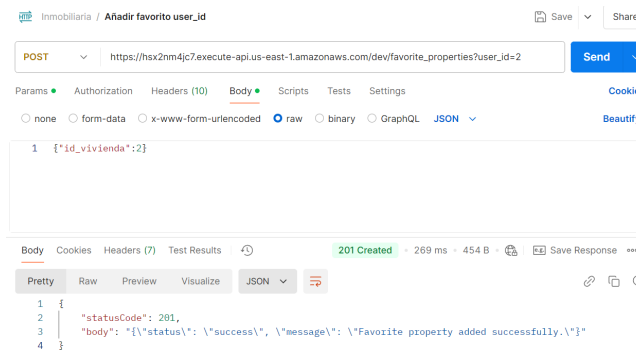 HTTP Inmobiliaria / Añadir favorito user_id Save Share
POST https://hsx2nm4jc7.execute-api.us-east-1.amazonaws.com/dev/favorite_properties?user_id=2 Send
Params Authorization Headers (10) Body Scripts Tests Settings Cookie
none form-data x-www-form-urlencoded raw binary GraphQL JSON Beautif
1 {"id_vivienda":2}
Body Cookies Headers (7) Test Results 201 Created 269 ms 454 B e.g. Save Response
Pretty Raw Preview Visualize JSON
1 {
2 "statusCode": 201,
3 "body": "{\"status\": \"success\", \"message\": \"Favorite property added successfully.\"}"
4 }